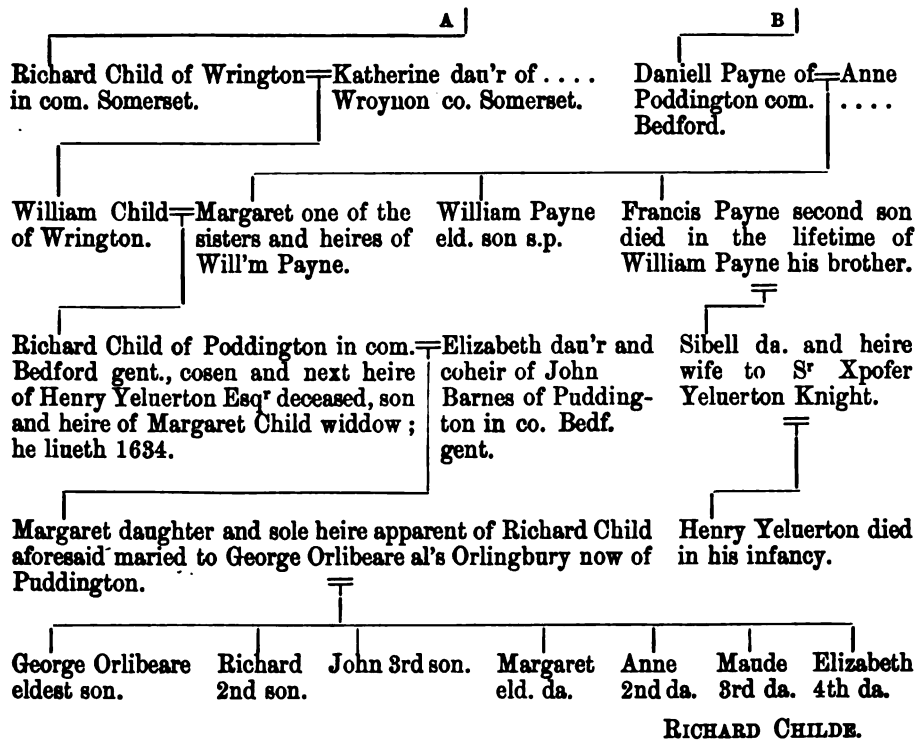 A
B
Richard Child of Wrington
in com. Somerset.
Katherine dau'r of ....
Wroynon co. Somerset.
Daniell Payne of
Poddington com.
Bedford.
Anne
....
William Child
of Wrington.
Margaret one of the
sisters and heires of
Will'm Payne.
William Payne
eld. son s.p.
Francis Payne second son
died in the lifetime of
William Payne his brother.
Richard Child of Poddington in com.
Bedford gent., cosen and next heire
of Henry Yeluerton Esqr deceased, son
and heire of Margaret Child widdow;
he liueth 1634.
Elizabeth dau'r and
coheir of John
Barnes of Pudding-
ton in co. Bedf.
gent.
Sibell da. and heire
wife to Sr Xpofer
Yeluerton Knight.
Margaret daughter and sole heire apparent of Richard Child
aforesaid maried to George Orlibeare al's Orlingbury now of
Puddington.
Henry Yeluerton died
in his infancy.
George Orlibeare
eldest son.
Richard
2nd son.
John 3rd son.
Margaret
eld. da.
Anne
2nd da.
Maude
3rd da.
Elizabeth
4th da.
RICHARD CHILDE.